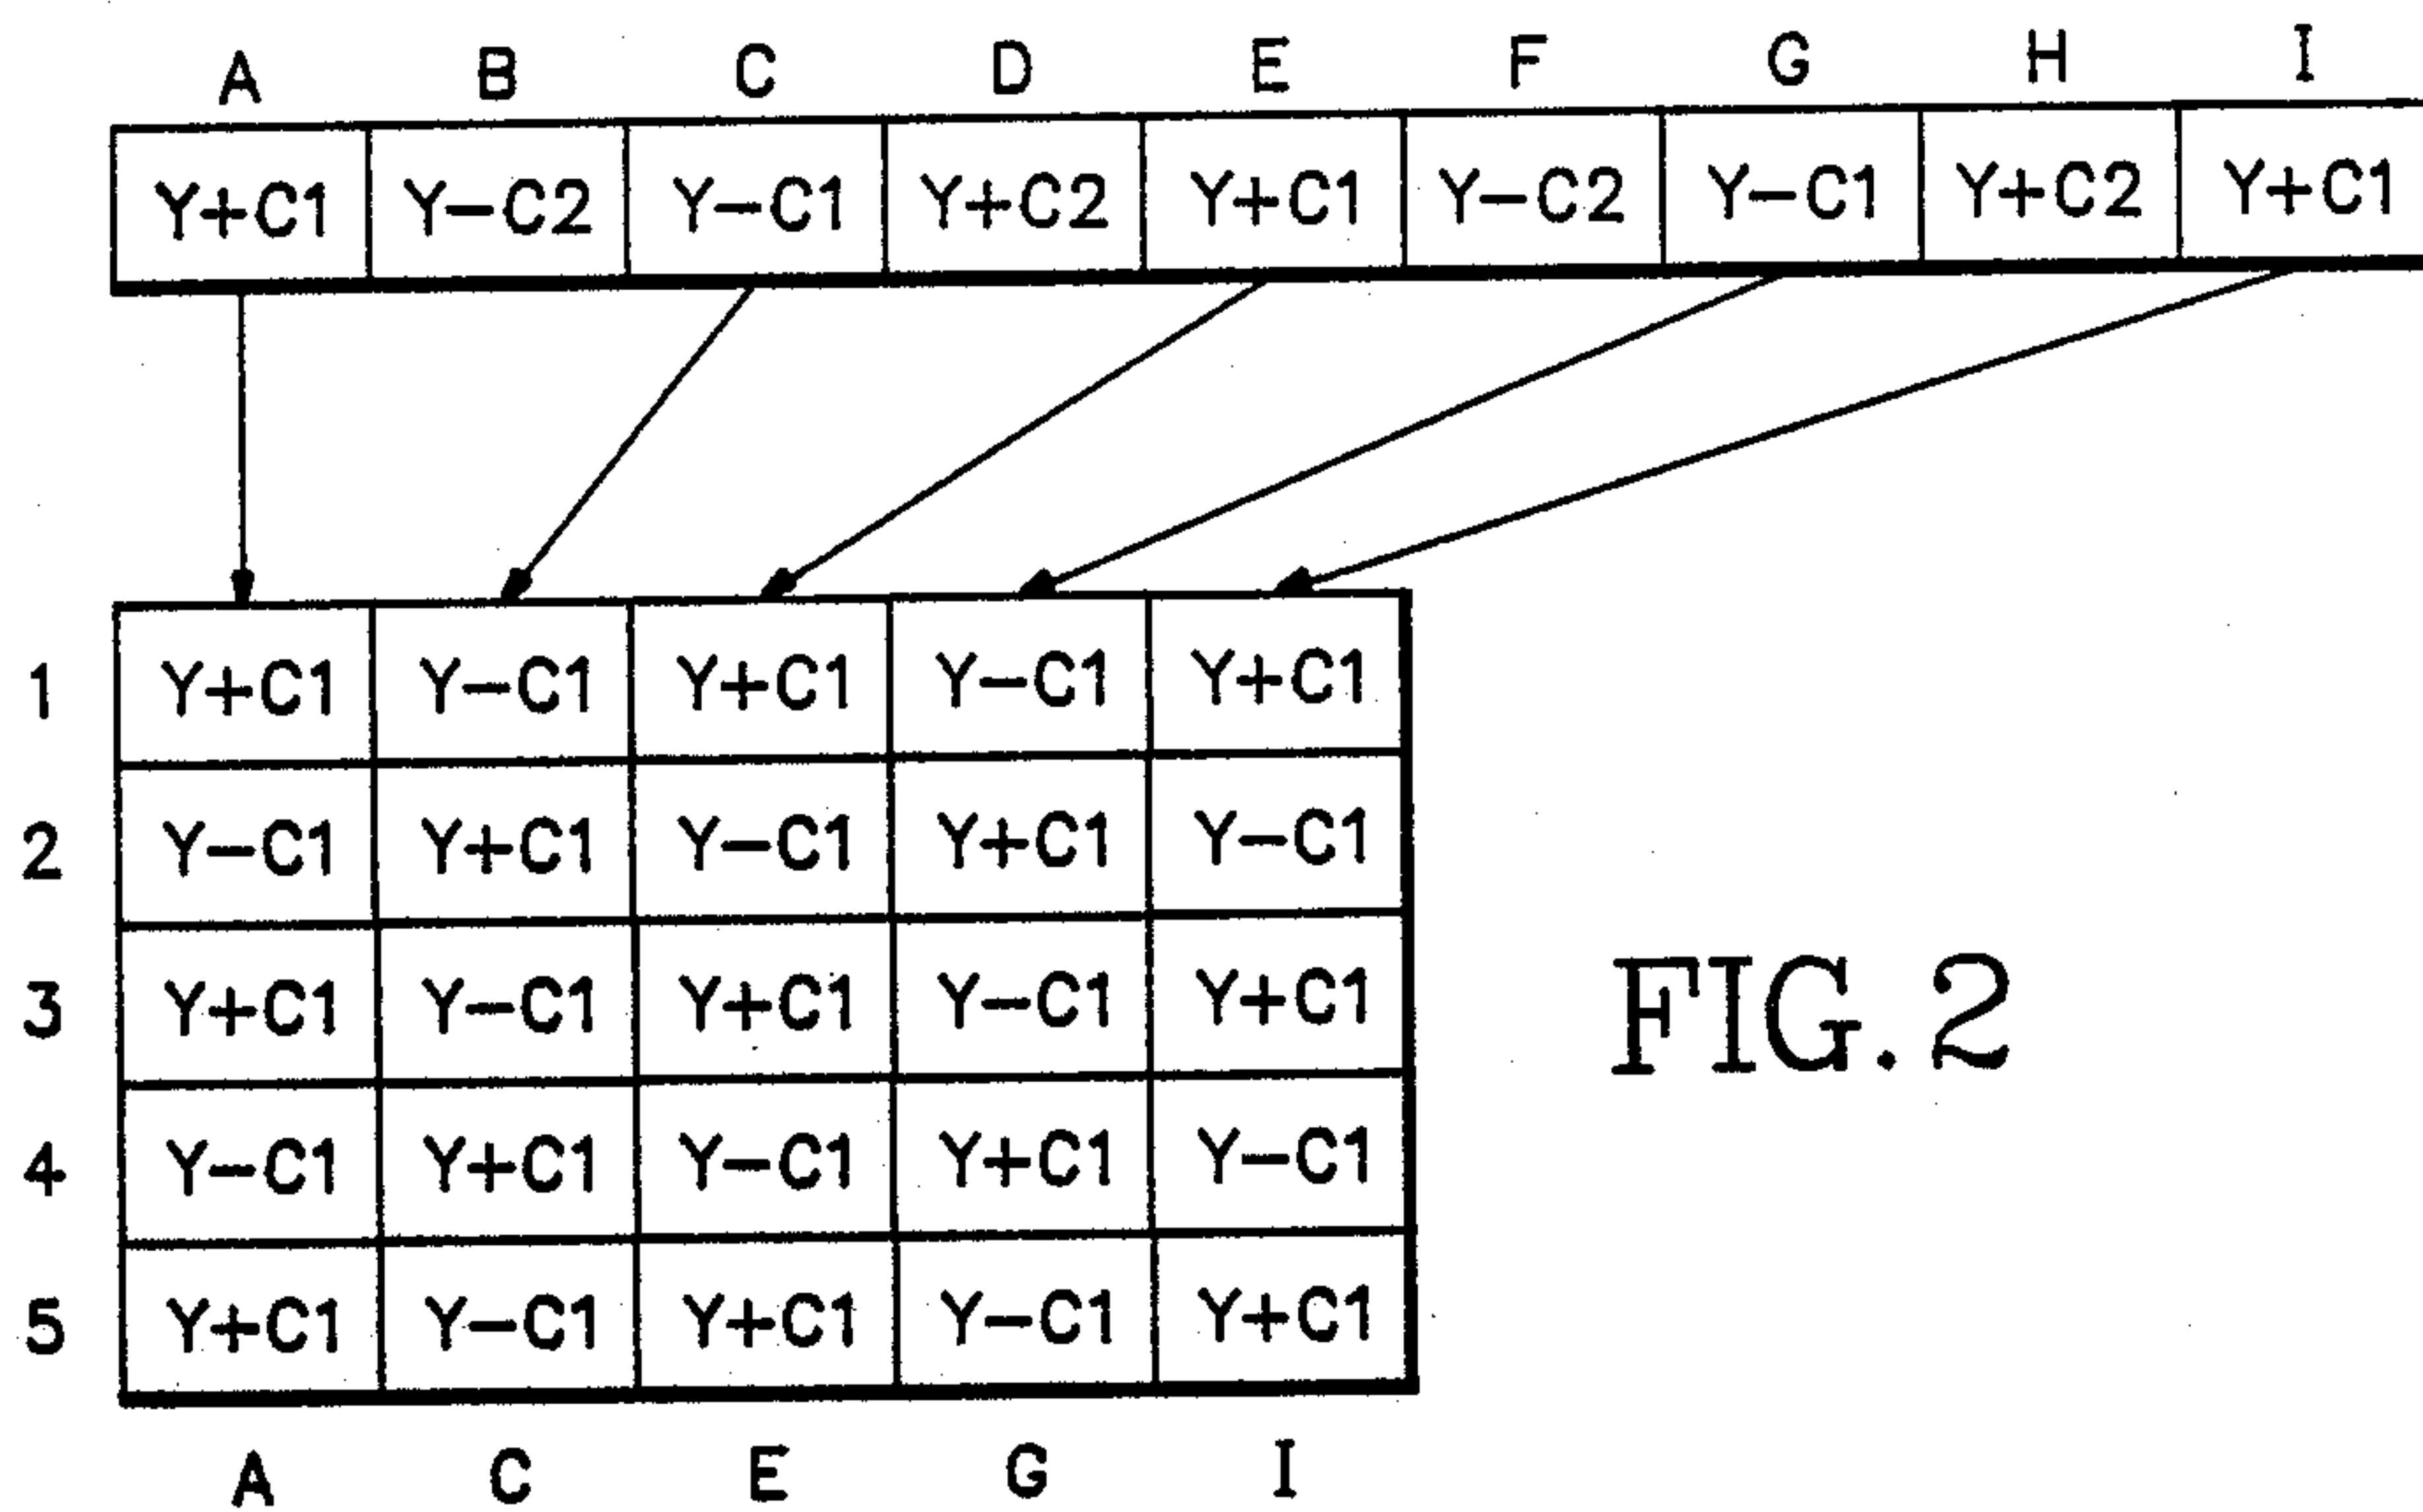 A B C D E F G H I
Y+C1 Y−C2 Y−C1 Y+C2 Y+C1 Y−C2 Y−C1 Y+C2 Y+C1
1 Y+C1 Y−C1 Y+C1 Y−C1 Y+C1
2 Y−C1 Y+C1 Y−C1 Y+C1 Y−C1
3 Y+C1 Y−C1 Y+C1 Y−C1 Y+C1
4 Y−C1 Y+C1 Y−C1 Y+C1 Y−C1
5 Y+C1 Y−C1 Y+C1 Y−C1 Y+C1
A C E G I
FIG. 2